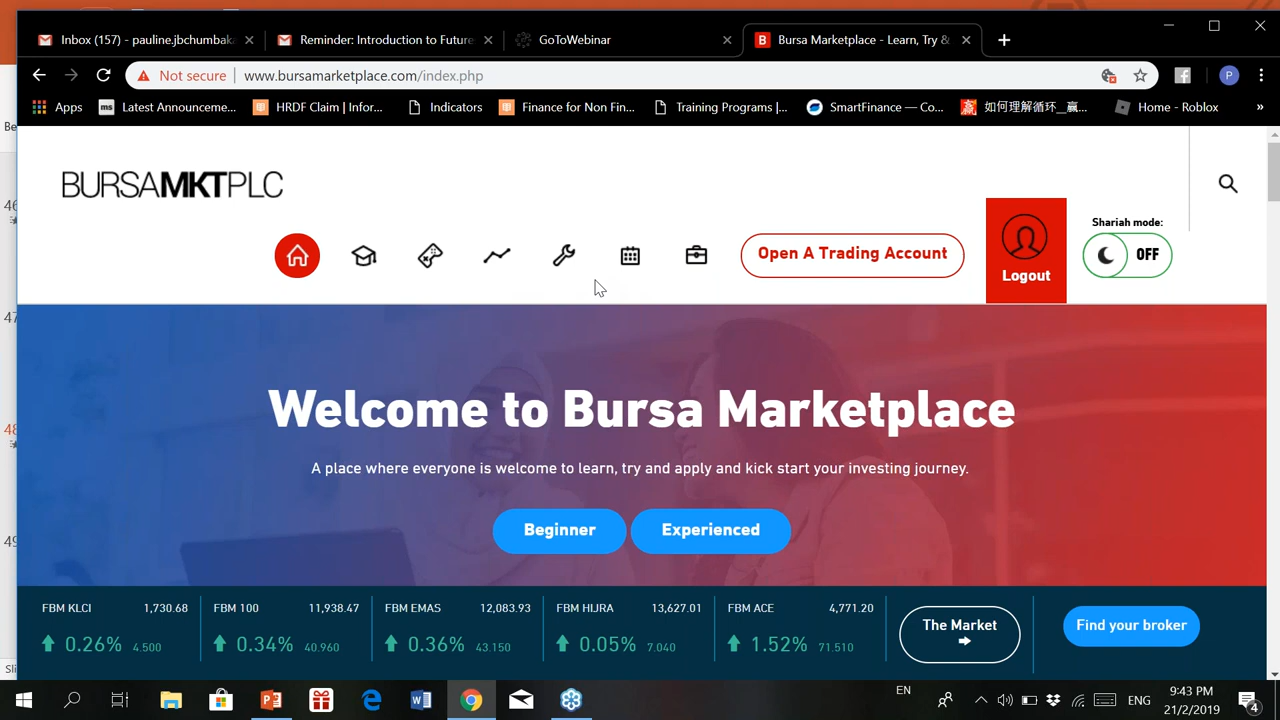 Inbox (157) - pauline.jbchumbaka
Reminder: Introduction to Future
GoToWebinar
Bursa Marketplace - Learn, Try &
Not secure
www.bursamarketplace.com/index.php
P
Apps
Latest Announceme...
HRDF Claim | Infor...
Indicators
Finance for Non Fin...
Training Programs |...
SmartFinance — Co...
如何理解循环__赢...
Home - Roblox
»
BURSAMKTPLC
Open A Trading Account
Logout
Shariah mode:
OFF
Welcome to Bursa Marketplace
A place where everyone is welcome to learn, try and apply and kick start your investing journey.
Beginner
Experienced
FBM KLCI 1,730.68
0.26% 4.500
FBM 100 11,938.47
0.34% 40.960
FBM EMAS 12,083.93
0.36% 43.150
FBM HIJRA 13,627.01
0.05% 7.040
FBM ACE 4,771.20
1.52% 71.510
The Market
Find your broker
EN
ENG
9:43 PM
21/2/2019
4